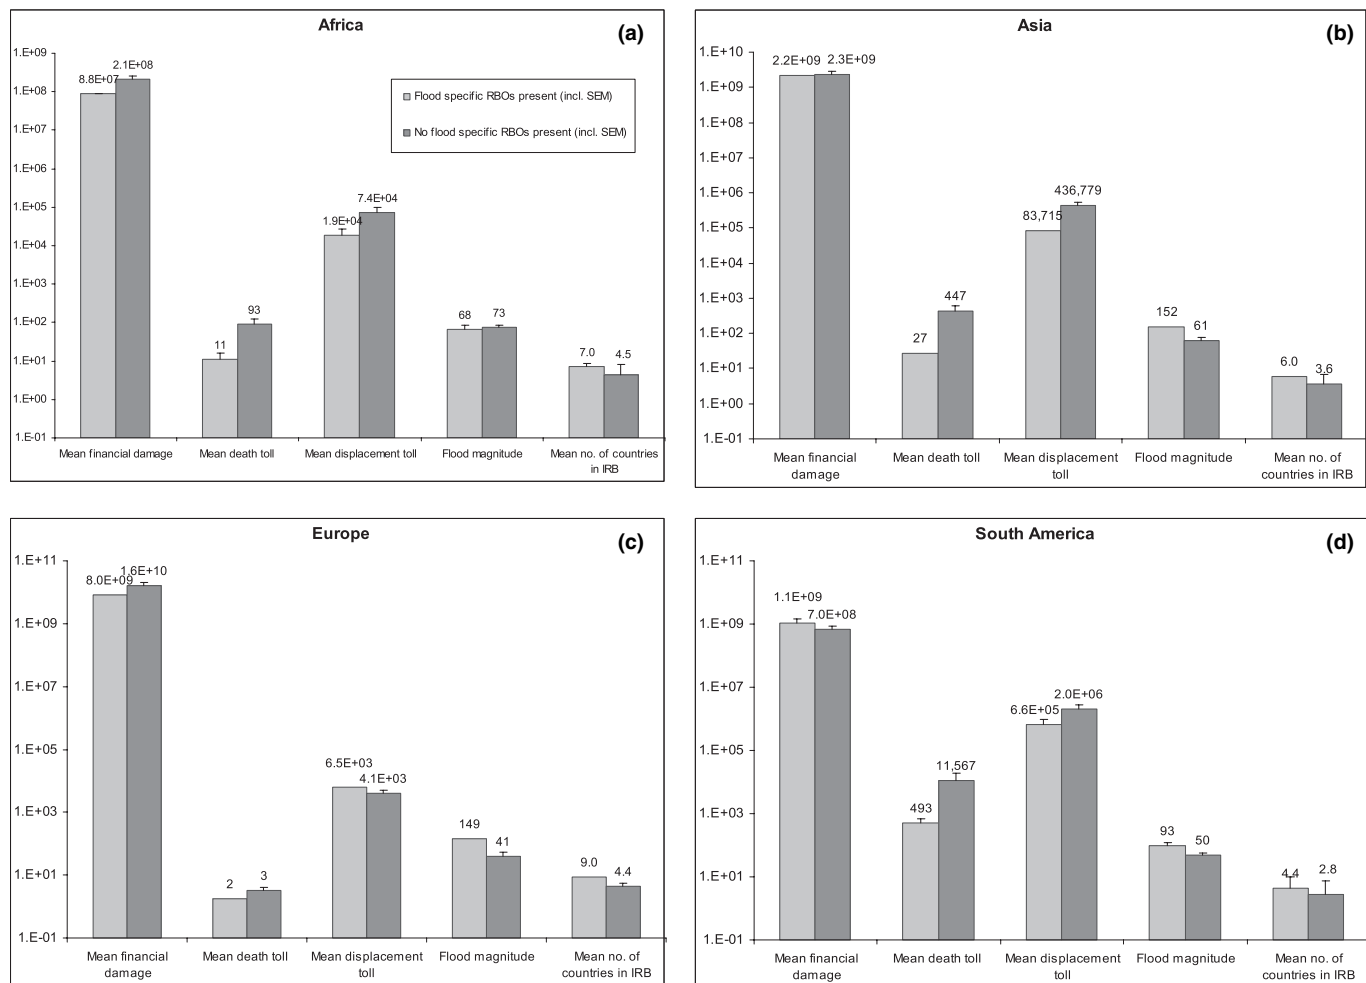 Africa
(a)
1.E+09
1.E+08
1.E+07
1.E+06
1.E+05
1.E+04
1.E+03
1.E+02
1.E+01
1.E+00
1.E-01
8.8E+07
2.1E+08
11
93
1.9E+04
7.4E+04
68
73
7.0
4.5
Flood specific RBOs present (incl. SEM)
No flood specific RBOs present (incl. SEM)
Mean financial damage
Mean death toll
Mean displacement toll
Flood magnitude
Mean no. of countries
in IRB
Asia
(b)
1.E+10
1.E+09
1.E+08
1.E+07
1.E+06
1.E+05
1.E+04
1.E+03
1.E+02
1.E+01
1.E+00
1.E-01
2.2E+09
2.3E+09
27
447
83,715
436,779
152
61
6.0
3.6
Mean financial
damage
Mean death toll
Mean displacement
toll
Flood magnitude
Mean no. of
countries in IRB
Europe
(c)
1.E+11
1.E+09
1.E+07
1.E+05
1.E+03
1.E+01
1.E-01
8.0E+09
1.6E+10
2
3
6.5E+03
4.1E+03
149
41
9.0
4.4
Mean financial
damage
Mean death toll
Mean displacement
toll
Flood magnitude
Mean no. of
countries in IRB
South America
(d)
1.E+11
1.E+09
1.E+07
1.E+05
1.E+03
1.E+01
1.E-01
1.1E+09
7.0E+08
493
11,567
6.6E+05
2.0E+06
93
50
4.4
2.8
Mean financial
damage
Mean death toll
Mean displacement
toll
Flood magnitude
Mean no. of
countries in IRB